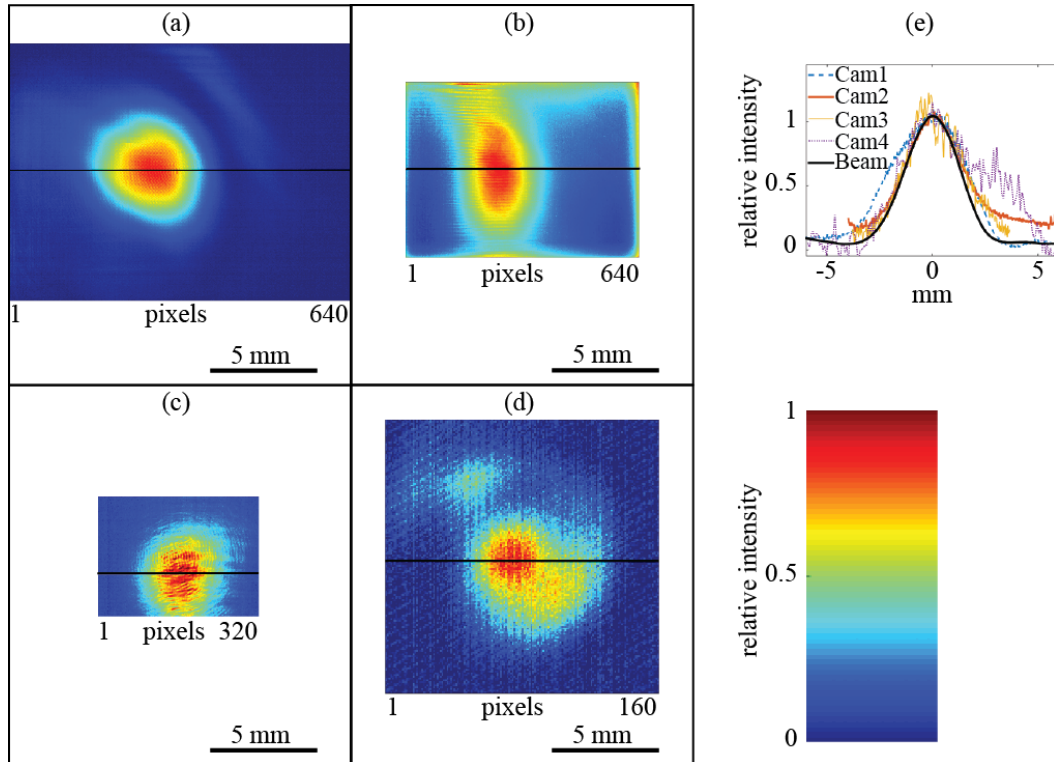 (a)
1 pixels 640
5 mm
(b)
1 pixels 640
5 mm
(c)
1 pixels 320
5 mm
(d)
1 pixels 160
5 mm
(e)
relative intensity
1
0.5
0
Cam1
Cam2
Cam3
Cam4
Beam
-5 0 5
mm
relative intensity
1
0.5
0